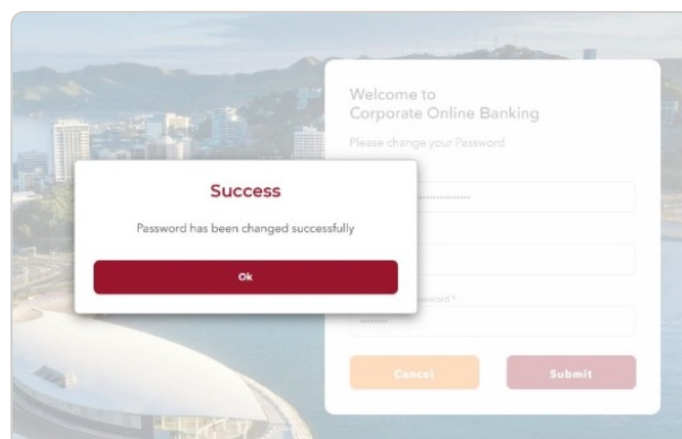 Welcome to
Corporate Online Banking
Please change your Password
Success
Password has been changed successfully
Ok
Cancel
Submit